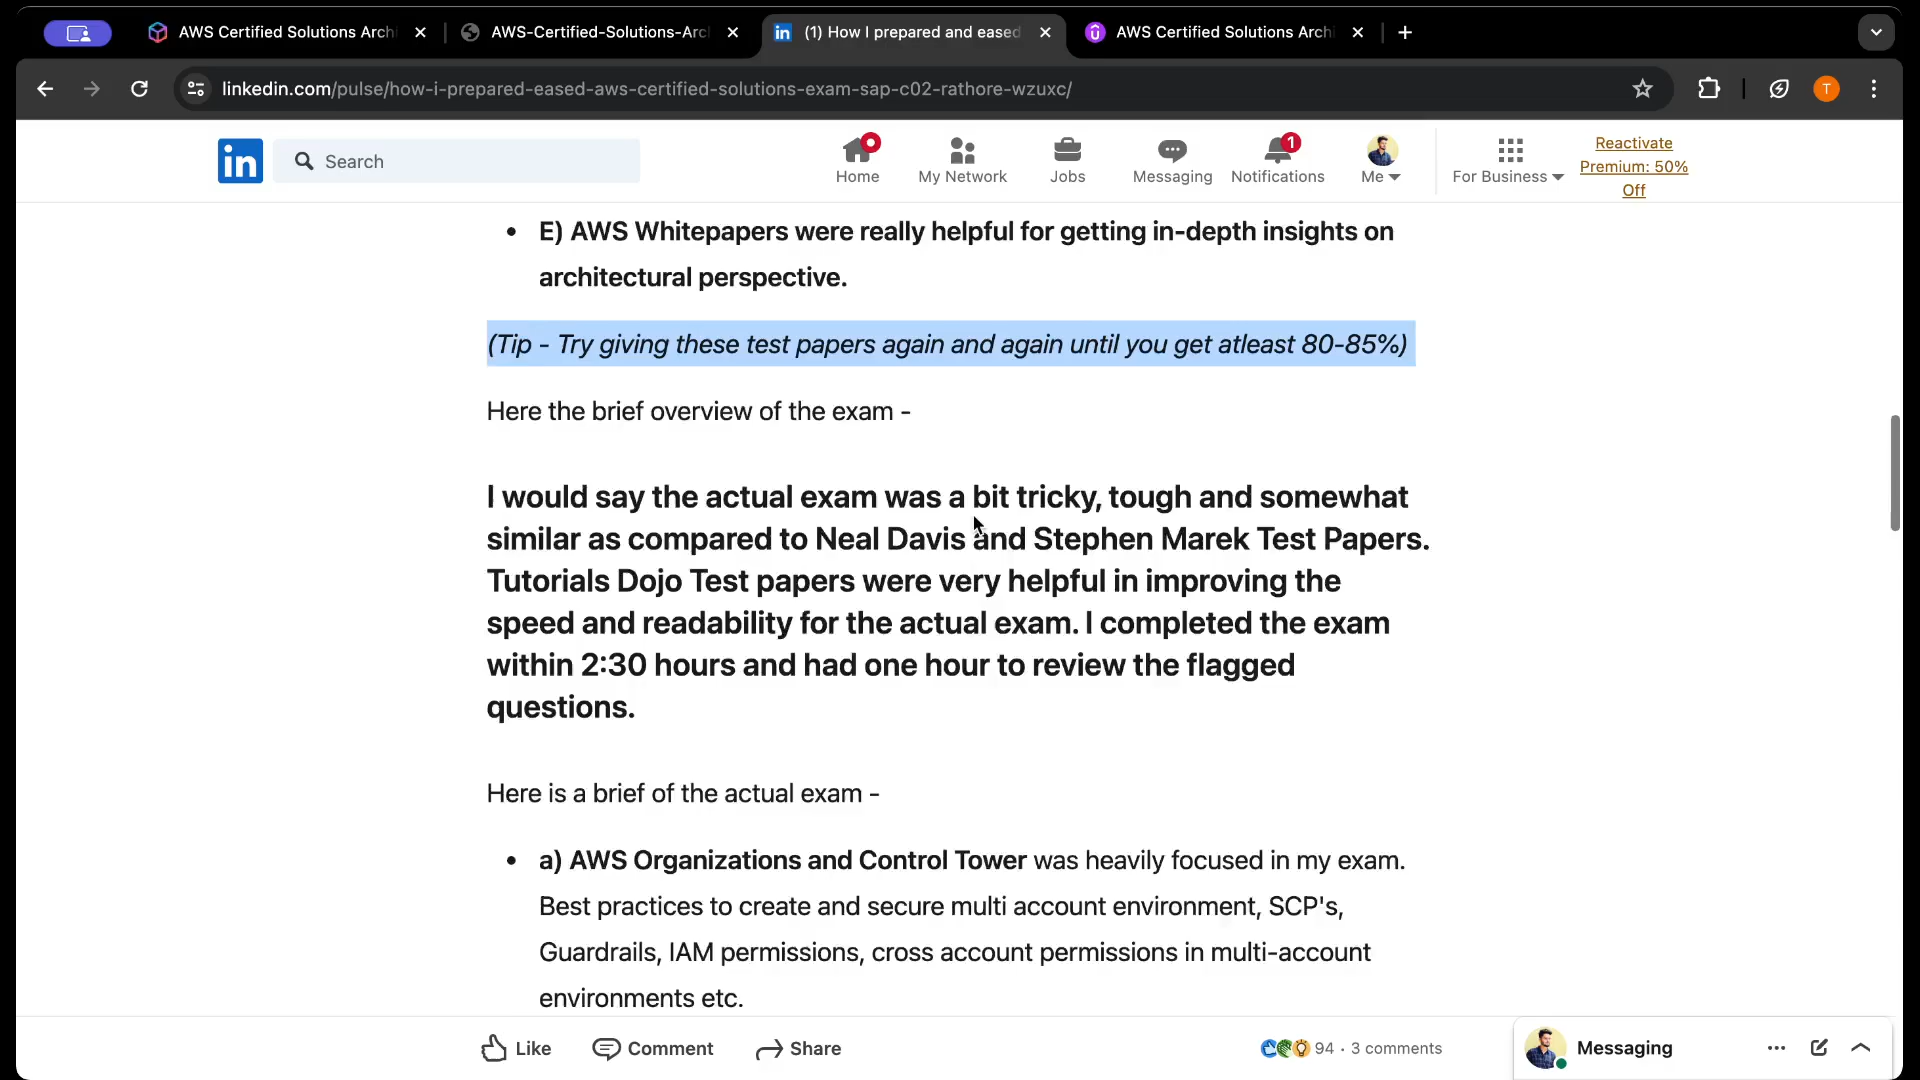 AWS Certified Solutions Archi
AWS-Certified-Solutions-Arc
(1) How I prepared and eased
AWS Certified Solutions Archi
linkedin.com/pulse/how-i-prepared-eased-aws-certified-solutions-exam-sap-c02-rathore-wzuxc/
T
in
Search
Home
My Network
Jobs
Messaging
1
Notifications
Me
For Business
Reactivate
Premium: 50%
Off
E) AWS Whitepapers were really helpful for getting in-depth insights on
architectural perspective.
(Tip - Try giving these test papers again and again until you get atleast 80-85%)
Here the brief overview of the exam -
I would say the actual exam was a bit tricky, tough and somewhat
similar as compared to Neal Davis and Stephen Marek Test Papers.
Tutorials Dojo Test papers were very helpful in improving the
speed and readability for the actual exam. I completed the exam
within 2:30 hours and had one hour to review the flagged
questions.
Here is a brief of the actual exam -
a) AWS Organizations and Control Tower was heavily focused in my exam.
Best practices to create and secure multi account environment, SCP's,
Guardrails, IAM permissions, cross account permissions in multi-account
environments etc.
Like
Comment
Share
94 · 3 comments
Messaging